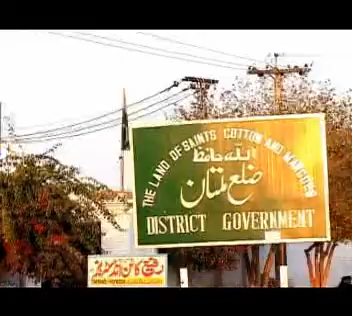 THE LAND OF SAINTS COTTON AND MANGOES
اللہ حافظ
ضلع ملتان
DISTRICT GOVERNMENT